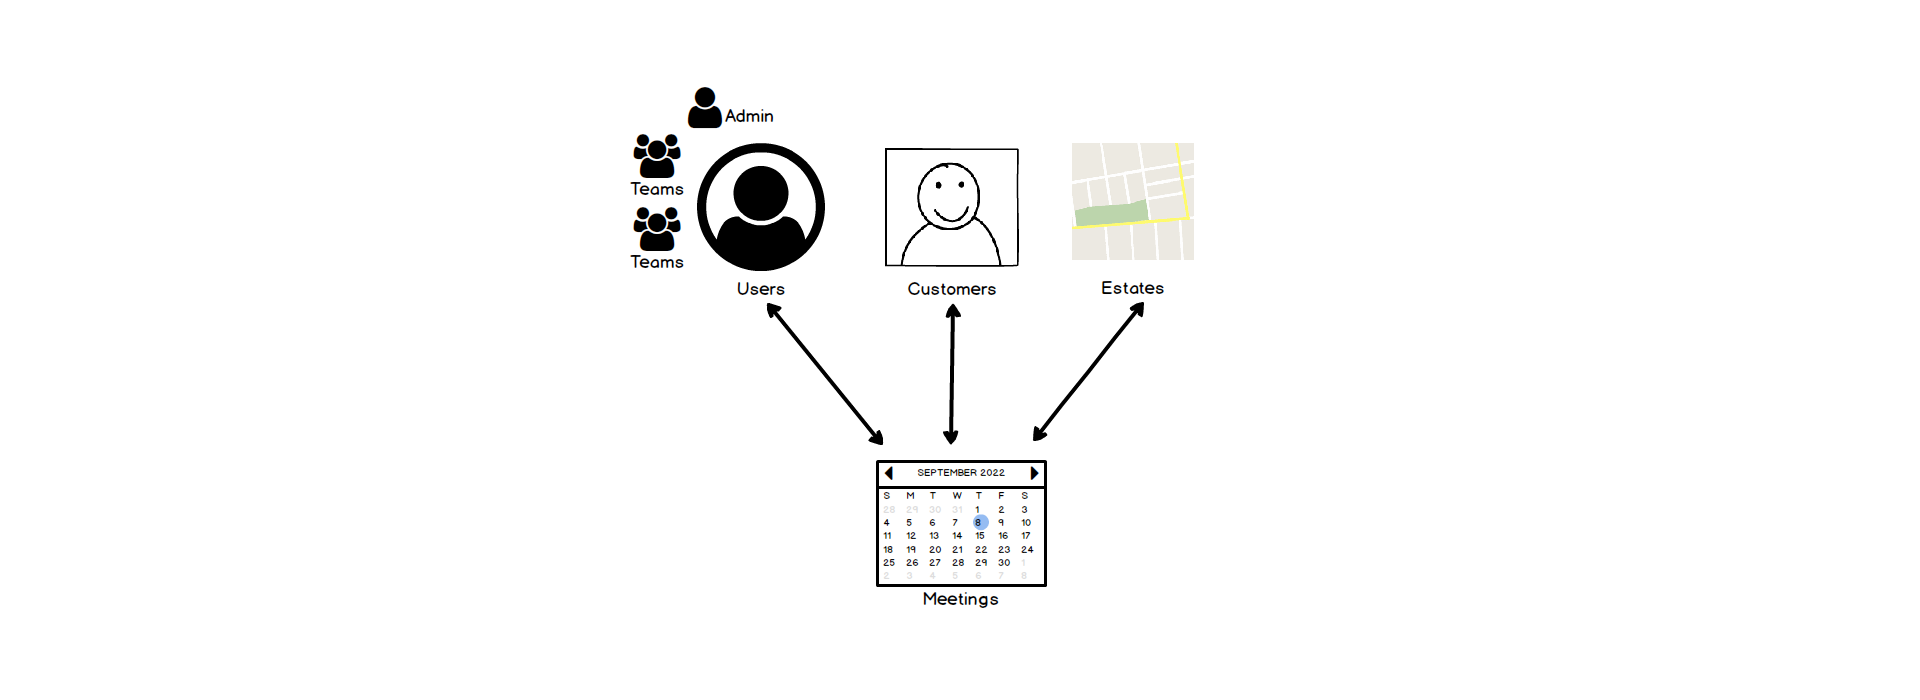 Admin
Teams
Teams
Users
Customers
Estates
SEPTEMBER 2022
S M T W T F S
28 29 30 31 1 2 3
4 5 6 7 8 9 10
11 12 13 14 15 16 17
18 19 20 21 22 23 24
25 26 27 28 29 30 1
2 3 4 5 6 7 8
Meetings